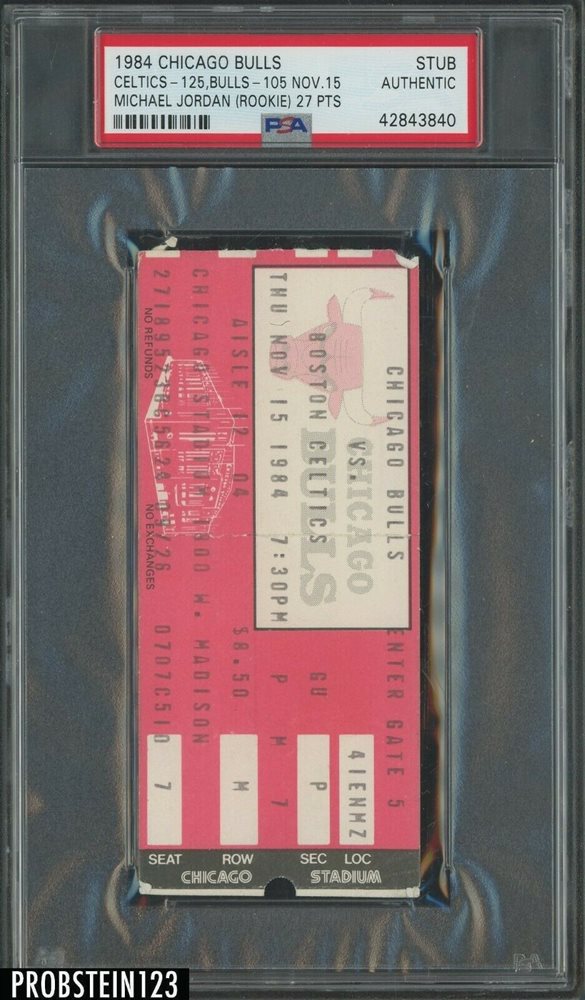 1984 CHICAGO BULLS STUB
CELTICS-125,BULLS-105 NOV.15 AUTHENTIC
MICHAEL JORDAN (ROOKIE) 27 PTS
PSA 42843840
CHICAGO BULLS ENTER GATE 5
VS.
BOSTON CELTICS GU
THU NOV 15 1984 7:30PM P M 7
AISLE 12 04 $8.50
CHICAGO STADIUM 1800 W. MADISON
0707C510
CHICAGO
BULLS
NO REFUNDS NO EXCHANGES
7 M P 41ENMZ
SEAT ROW SEC LOC
CHICAGO STADIUM
PROBSTEIN123